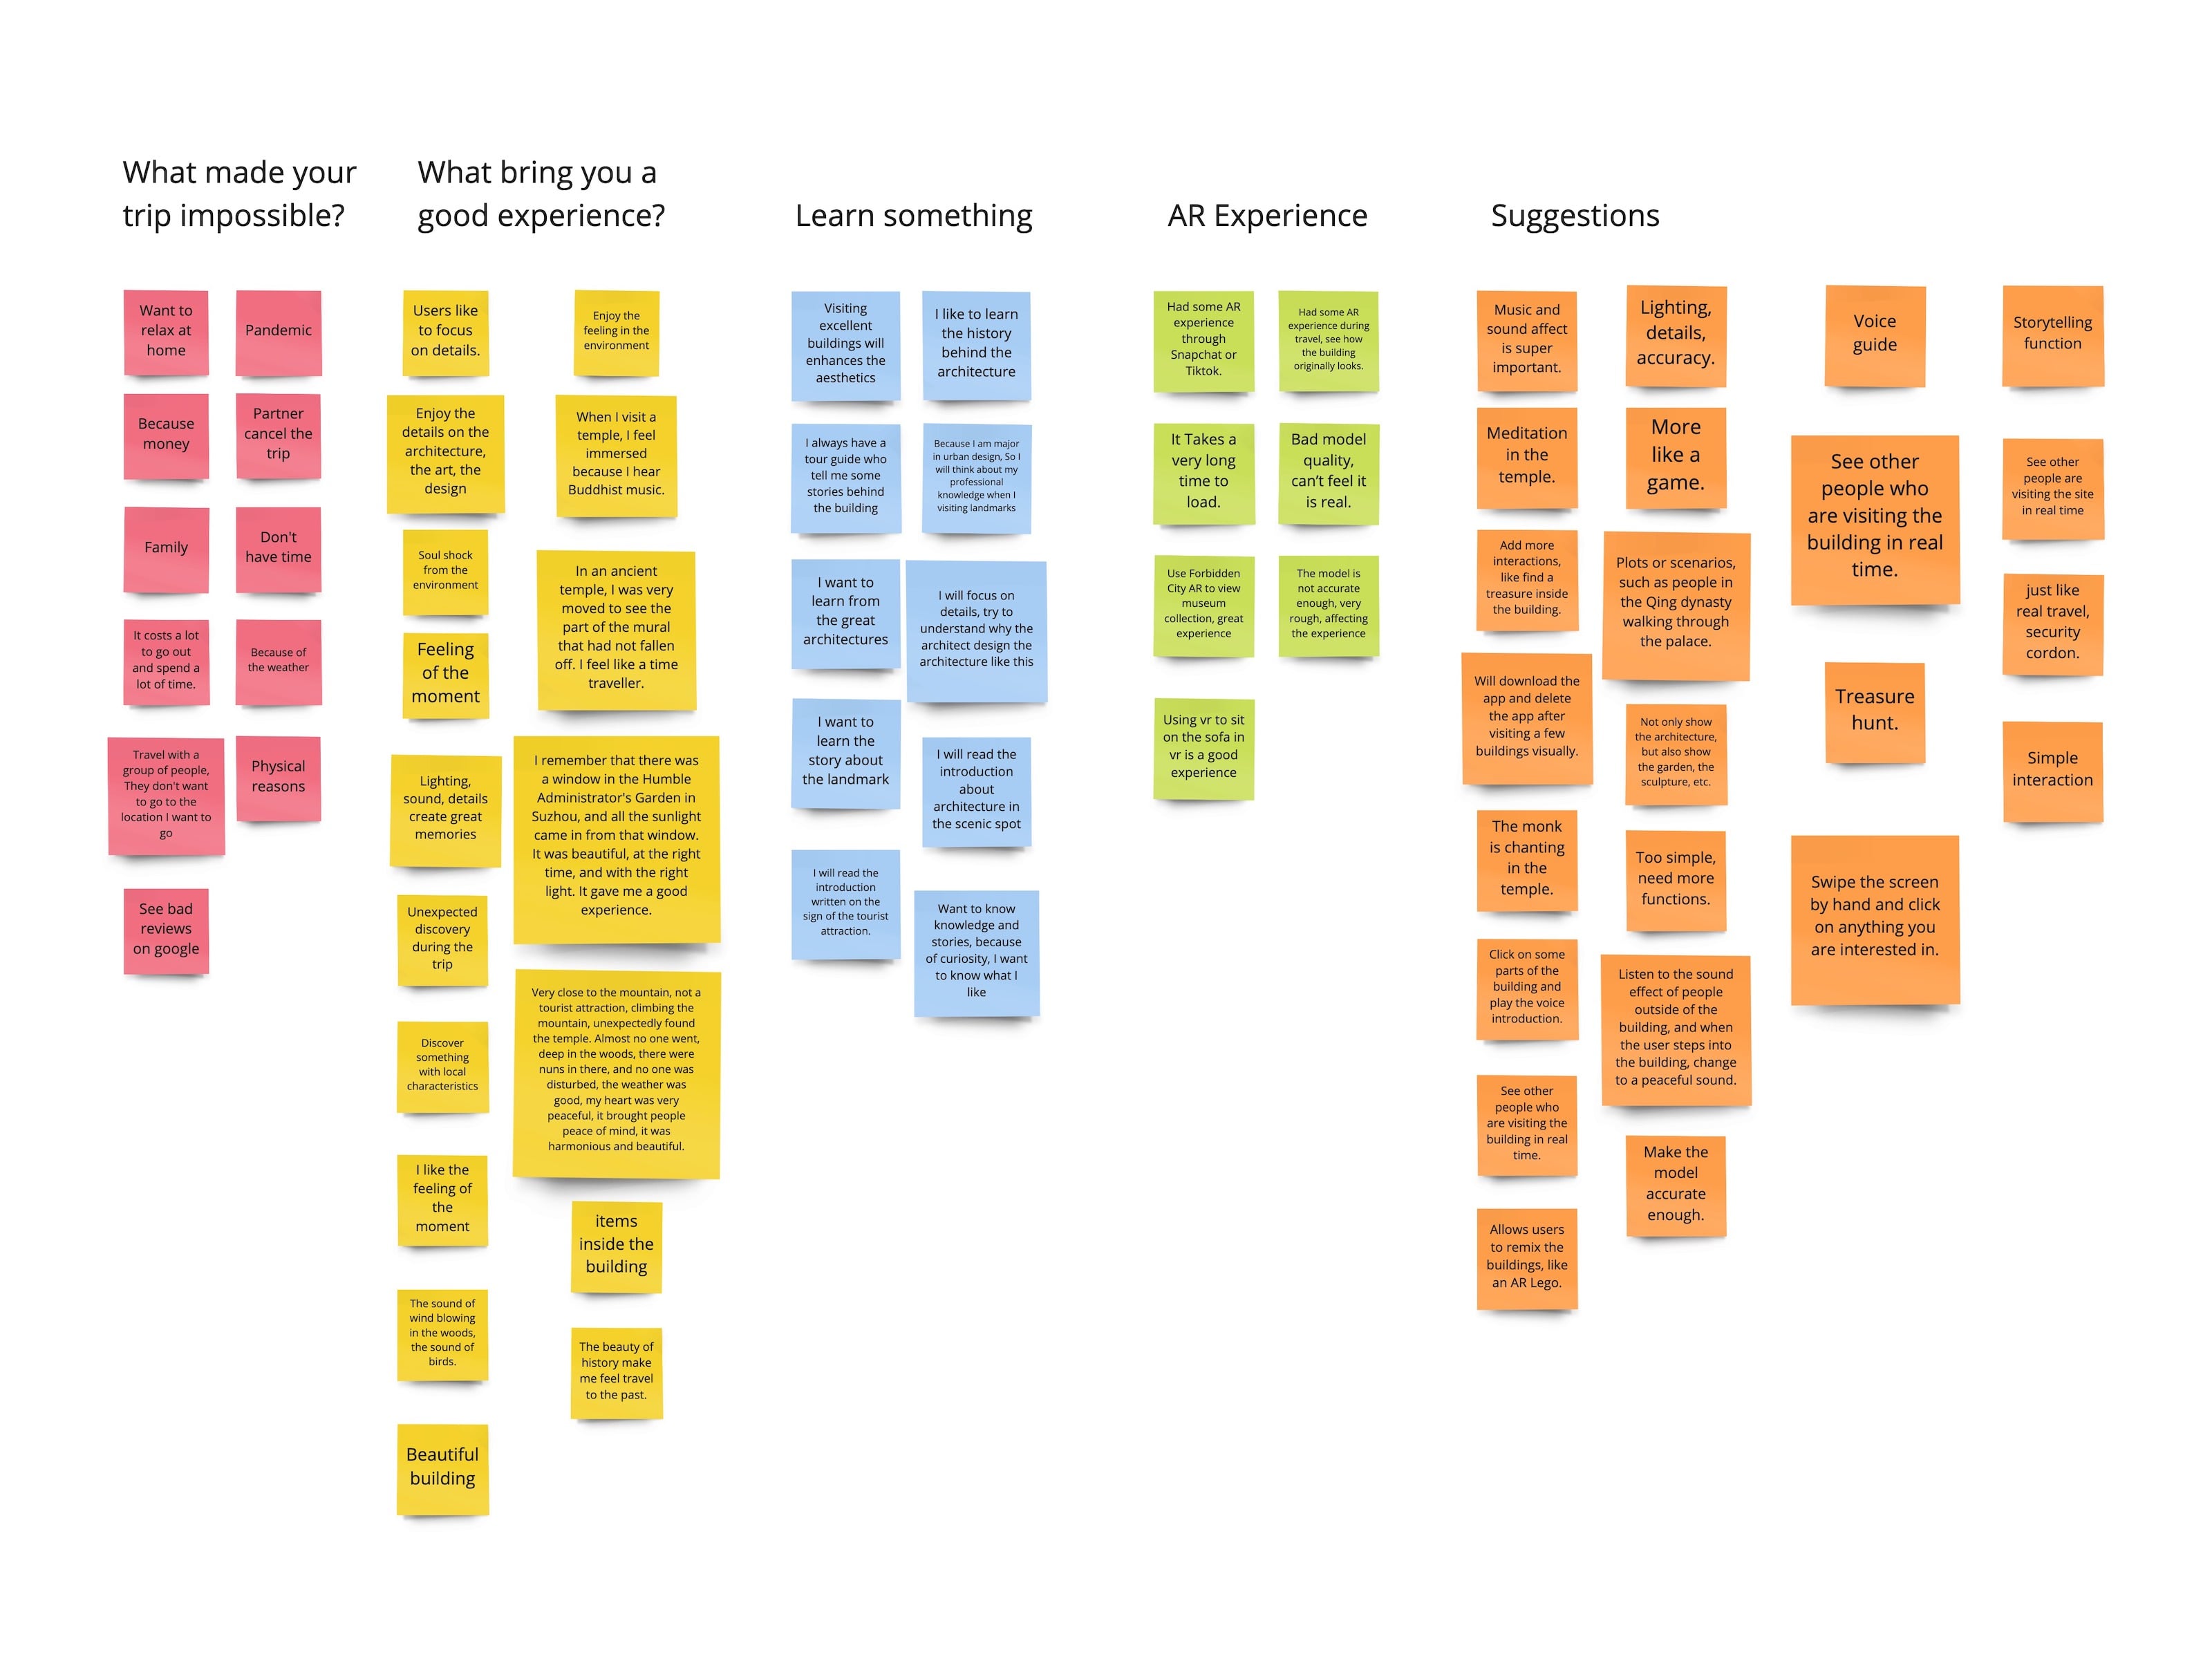 What made your
trip impossible?
Want to
relax at
home
Pandemic
Because
money
Partner
cancel the
trip
Family
Don't
have time
It costs a lot
to go out
and spend a
lot of time.
Because of
the weather
Travel with a
group of people,
They don't want
to go to the
location I want to
go
Physical
reasons
See bad
reviews
on google
What bring you a
good experience?
Users like
to focus
on details.
Enjoy the
feeling in the
environment
Enjoy the
details on the
architecture,
the art, the
design
When I visit a
temple, I feel
immersed
because I hear
Buddhist music.
Soul shock
from the
environment
In an ancient
temple, I was very
moved to see the
part of the mural
that had not fallen
off. I feel like a time
traveller.
Feeling
of the
moment
Lighting,
sound, details
create great
memories
I remember that there was
a window in the Humble
Administrator's Garden in
Suzhou, and all the sunlight
came in from that window.
It was beautiful, at the right
time, and with the right
light. It gave me a good
experience.
Unexpected
discovery
during the
trip
Very close to the mountain, not a
tourist attraction, climbing the
mountain, unexpectedly found
the temple. Almost no one went,
deep in the woods, there were
nuns in there, and no one was
disturbed, the weather was
good, my heart was very
peaceful, it brought people
peace of mind, it was
harmonious and beautiful.
Discover
something
with local
characteristics
I like the
feeling of
the
moment
items
inside the
building
The sound of
wind blowing
in the woods,
the sound of
birds.
The beauty of
history make
me feel travel
to the past.
Beautiful
building
Learn something
Visiting
excellent
buildings will
enhances the
aesthetics
I like to learn
the history
behind the
architecture
I always have a
tour guide who
tell me some
stories behind
the building
Because I am major
in urban design, So I
will think about my
professional
knowledge when I
visiting landmarks
I want to
learn from
the great
architectures
I will focus on
details, try to
understand why the
architect design the
architecture like this
I want to
learn the
story about
the landmark
I will read the
introduction
about
architecture in
the scenic spot
I will read the
introduction
written on the
sign of the tourist
attraction.
Want to know
knowledge and
stories, because
of curiosity, I want
to know what I
like
AR Experience
Had some AR
experience
through
Snapchat or
Tiktok.
Had some AR
experience during
travel, see how
the building
originally looks.
It Takes a
very long
time to
load.
Bad model
quality,
can't feel it
is real.
Use Forbidden
City AR to view
museum
collection, great
experience
The model is
not accurate
enough, very
rough, affecting
the experience
Using vr to sit
on the sofa in
vr is a good
experience
Suggestions
Music and
sound affect
is super
important.
Lighting,
details,
accuracy.
Voice
guide
Storytelling
function
Meditation
in the
temple.
More
like a
game.
See other
people who
are visiting the
building in real
time.
See other
people are
visiting the site
in real time
Add more
interactions,
like find a
treasure inside
the building.
Plots or scenarios,
such as people in
the Qing dynasty
walking through
the palace.
just like
real travel,
security
cordon.
Will download the
app and delete
the app after
visiting a few
buildings visually.
Not only show
the architecture,
but also show
the garden, the
sculpture, etc.
Treasure
hunt.
Simple
interaction
The monk
is chanting
in the
temple.
Too simple,
need more
functions.
Swipe the screen
by hand and click
on anything you
are interested in.
Click on some
parts of the
building and
play the voice
introduction.
Listen to the sound
effect of people
outside of the
building, and when
the user steps into
the building, change
to a peaceful sound.
See other
people who
are visiting the
building in real
time.
Make the
model
accurate
enough.
Allows users
to remix the
buildings, like
an AR Lego.